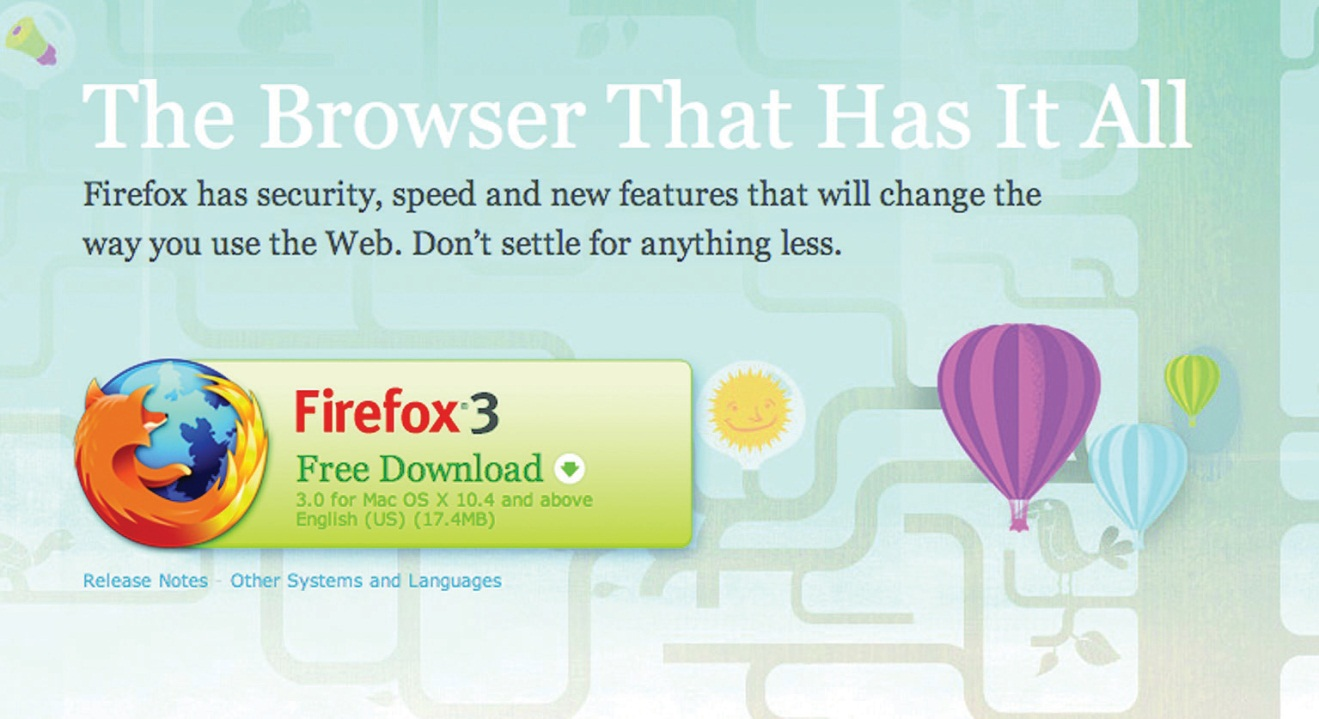 The Browser That Has It All
Firefox has security, speed and new features that will change the
way you use the Web. Don’t settle for anything less.
Firefox 3
Free Download
3.0 for Mac OS X 10.4 and above
English (US) (17.4MB)
Release Notes - Other Systems and Languages